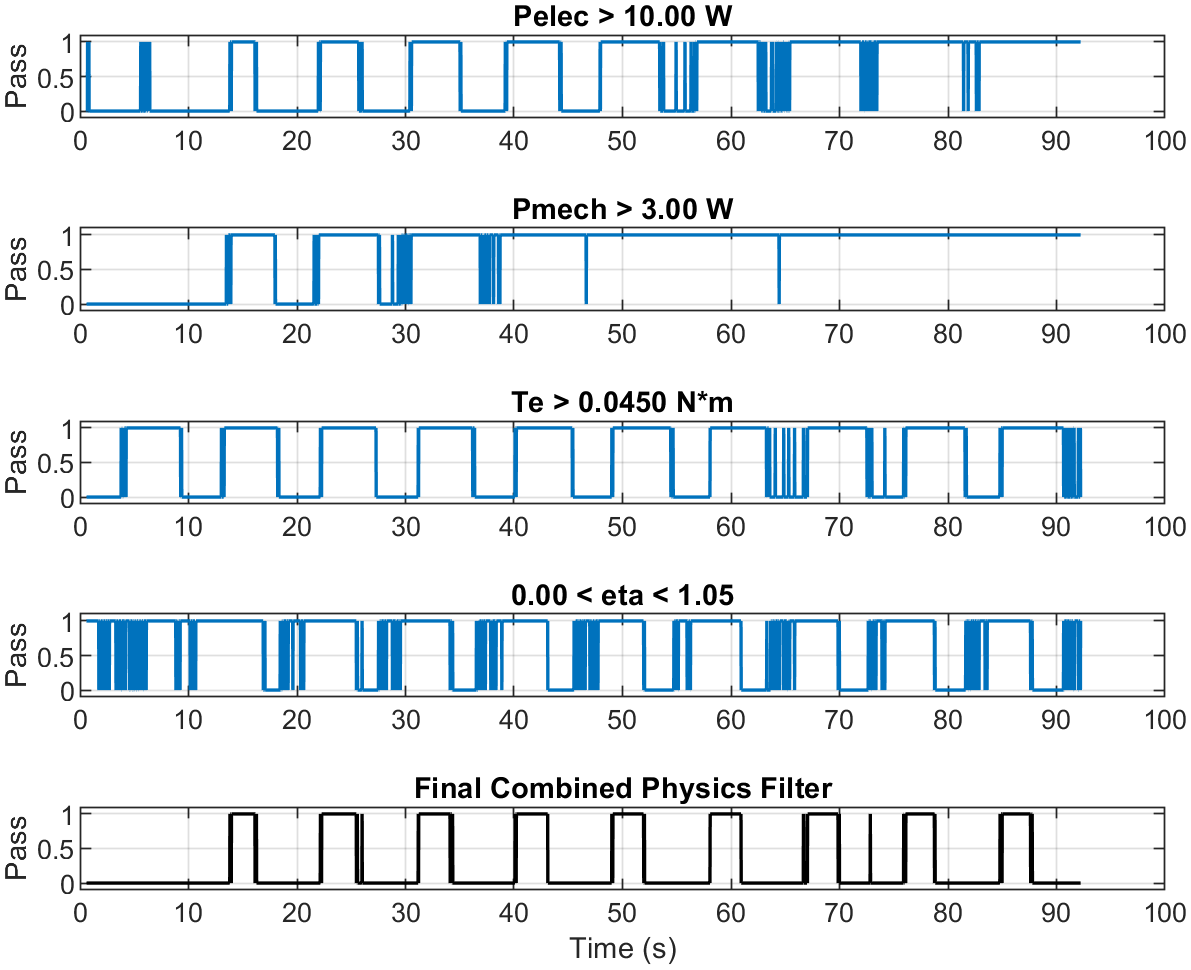 Pelec > 10.00 W
Pass
1
0.5
0
0 10 20 30 40 50 60 70 80 90 100
Pmech > 3.00 W
Pass
1
0.5
0
0 10 20 30 40 50 60 70 80 90 100
Te > 0.0450 N*m
Pass
1
0.5
0
0 10 20 30 40 50 60 70 80 90 100
0.00 < eta < 1.05
Pass
1
0.5
0
0 10 20 30 40 50 60 70 80 90 100
Final Combined Physics Filter
Pass
1
0.5
0
0 10 20 30 40 50 60 70 80 90 100
Time (s)